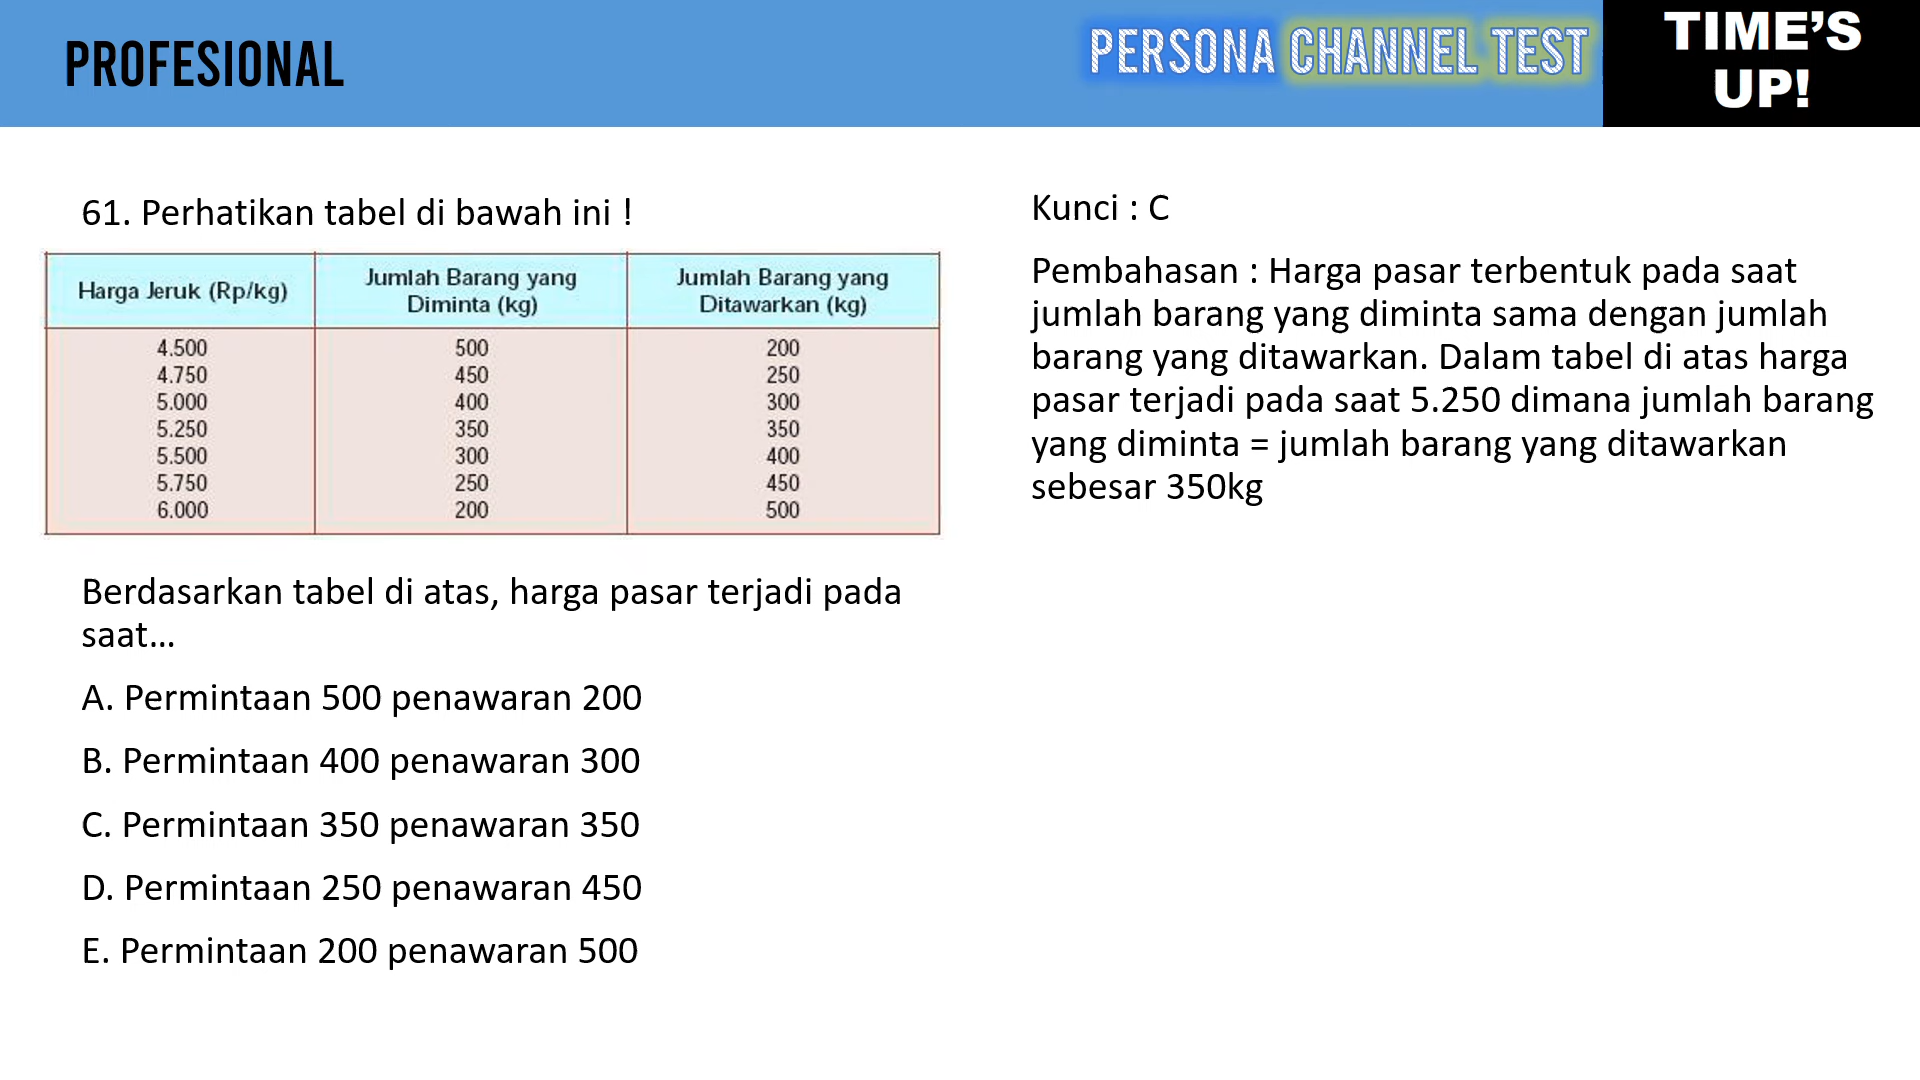 PROFESIONAL
PERSONA CHANNEL TEST
TIME'S
UP!
61. Perhatikan tabel di bawah ini !
Harga Jeruk (Rp/kg) Jumlah Barang yang Diminta (kg) Jumlah Barang yang Ditawarkan (kg)
4.500 500 200
4.750 450 250
5.000 400 300
5.250 350 350
5.500 300 400
5.750 250 450
6.000 200 500
Berdasarkan tabel di atas, harga pasar terjadi pada
saat...
A. Permintaan 500 penawaran 200
B. Permintaan 400 penawaran 300
C. Permintaan 350 penawaran 350
D. Permintaan 250 penawaran 450
E. Permintaan 200 penawaran 500
Kunci : C
Pembahasan : Harga pasar terbentuk pada saat
jumlah barang yang diminta sama dengan jumlah
barang yang ditawarkan. Dalam tabel di atas harga
pasar terjadi pada saat 5.250 dimana jumlah barang
yang diminta = jumlah barang yang ditawarkan
sebesar 350kg